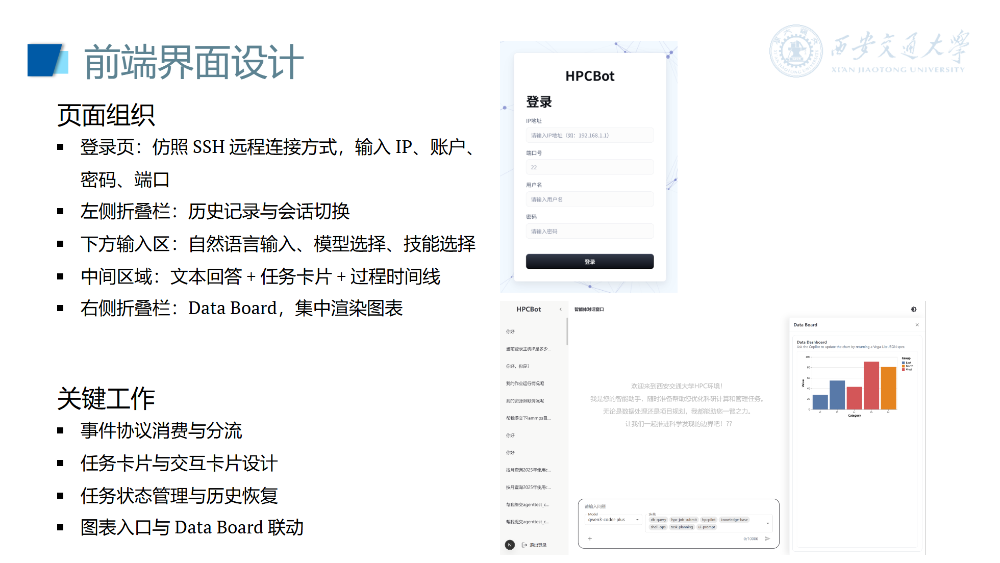 前端界面设计
西安交通大学
XI'AN JIAOTONG UNIVERSITY
页面组织
登录页：仿照 SSH 远程连接方式，输入 IP、账户、
密码、端口
左侧折叠栏：历史记录与会话切换
下方输入区：自然语言输入、模型选择、技能选择
中间区域：文本回答 + 任务卡片 + 过程时间线
右侧折叠栏：Data Board，集中渲染图表
关键工作
事件协议消费与分流
任务卡片与交互卡片设计
任务状态管理与历史恢复
图表入口与 Data Board 联动
HPCBot
登录
IP地址
请输入IP地址（如：192.168.1.1）
端口号
22
用户名
请输入用户名
密码
请输入密码
登录
HPCBot
智能体对话窗口
你好
当前登录主机IP是多少...
你好，你是?
我的作业运行情况呢
我的资源限额情况呢
帮我提交下lammps目...
你好
你好
按月查询2025年使用c...
按月查询2025年使用c...
帮我提交agenttest_c...
帮我提交agenttest_c...
N
退出登录
欢迎来到西安交通大学HPC环境！
我是您的智能助手，随时准备帮助您优化科研计算和管理任务。
无论是数据处理还是项目规划，我都能助您一臂之力。
让我们一起推进科学发现的边界吧！??
请输入问题
Model
qwen3-coder-plus
Skills
db-query hpc-job-submit hpcpilot knowledge-base
shell-ops task-planning ui-prompt
0/10000
Data Board
Data Dashboard
Ask the Copilot to update the chart by returning a Vega-Lite JSON spec.
100
80
60
40
20
0
Value
A B C D E
Category
Group
East
North
West